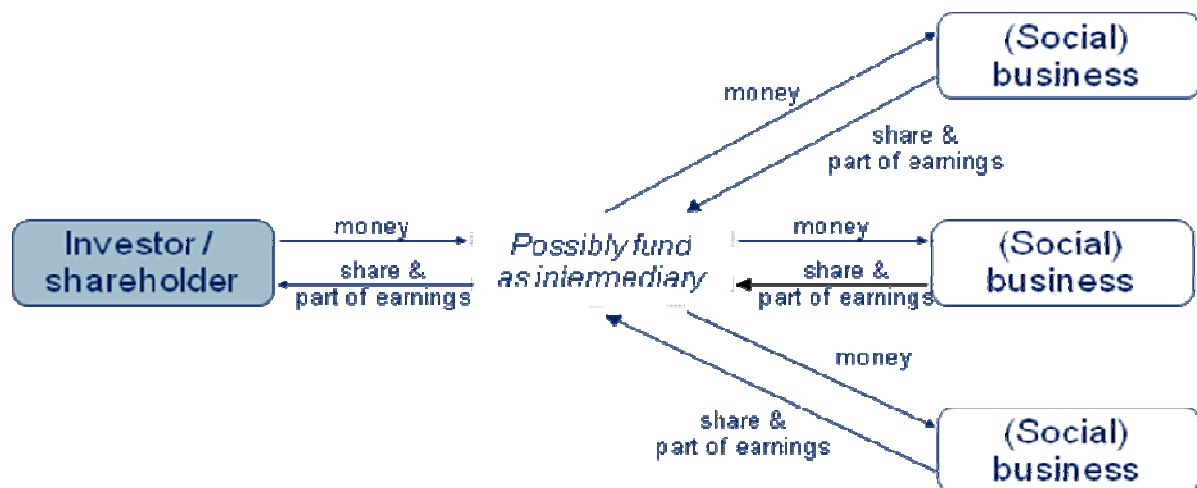 (Social)
business
money
share &
part of earnings
Investor /
shareholder
money
share &
part of earnings
Possibly fund
as intermediary
money
share &
part of earnings
(Social)
business
money
share &
part of earnings
(Social)
business